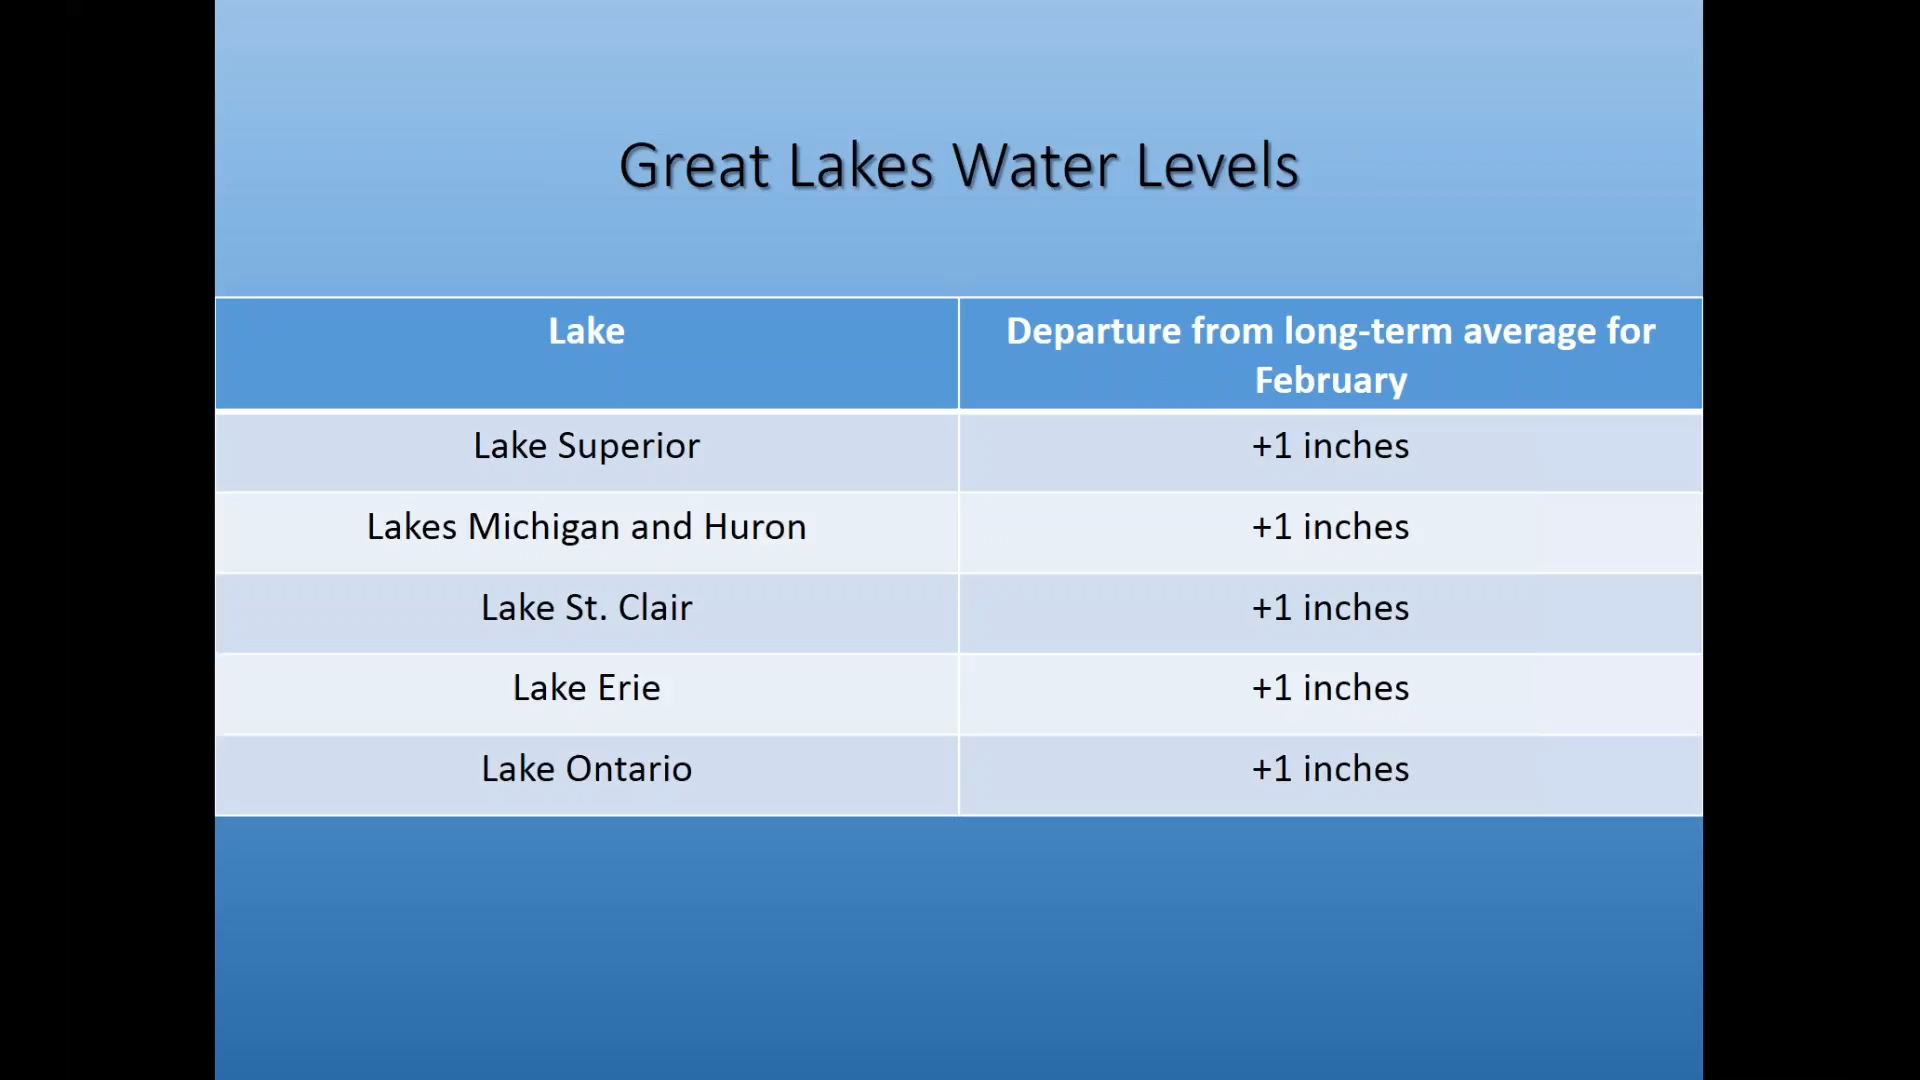 Great Lakes Water Levels
Lake
Departure from long-term average for
February
Lake Superior
+1 inches
Lakes Michigan and Huron
+1 inches
Lake St. Clair
+1 inches
Lake Erie
+1 inches
Lake Ontario
+1 inches